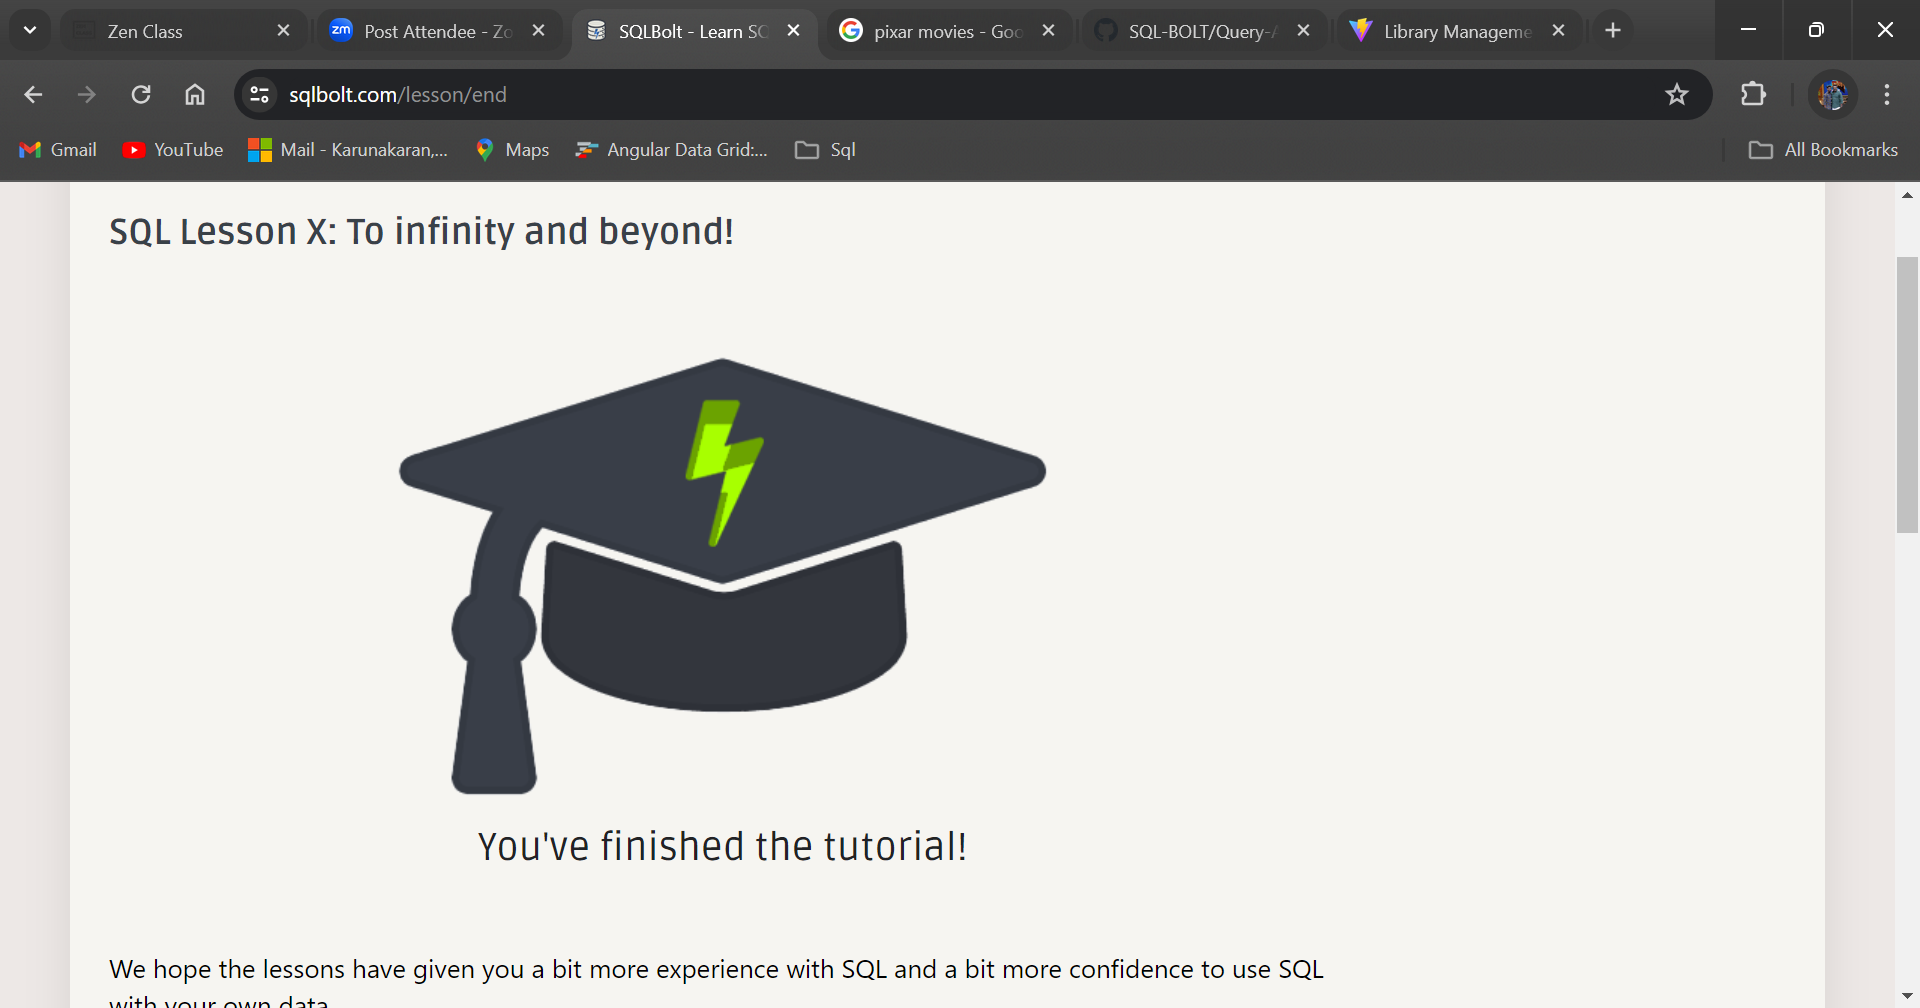 Zen Class
zm Post Attendee - Zo
SQLBolt - Learn SQ
pixar movies - Goo
SQL-BOLT/Query-A
Library Manageme
sqlbolt.com/lesson/end
Gmail
YouTube
Mail - Karunakaran,...
Maps
Angular Data Grid:...
Sql
All Bookmarks
SQL Lesson X: To infinity and beyond!
You've finished the tutorial!
We hope the lessons have given you a bit more experience with SQL and a bit more confidence to use SQL
with your own data.